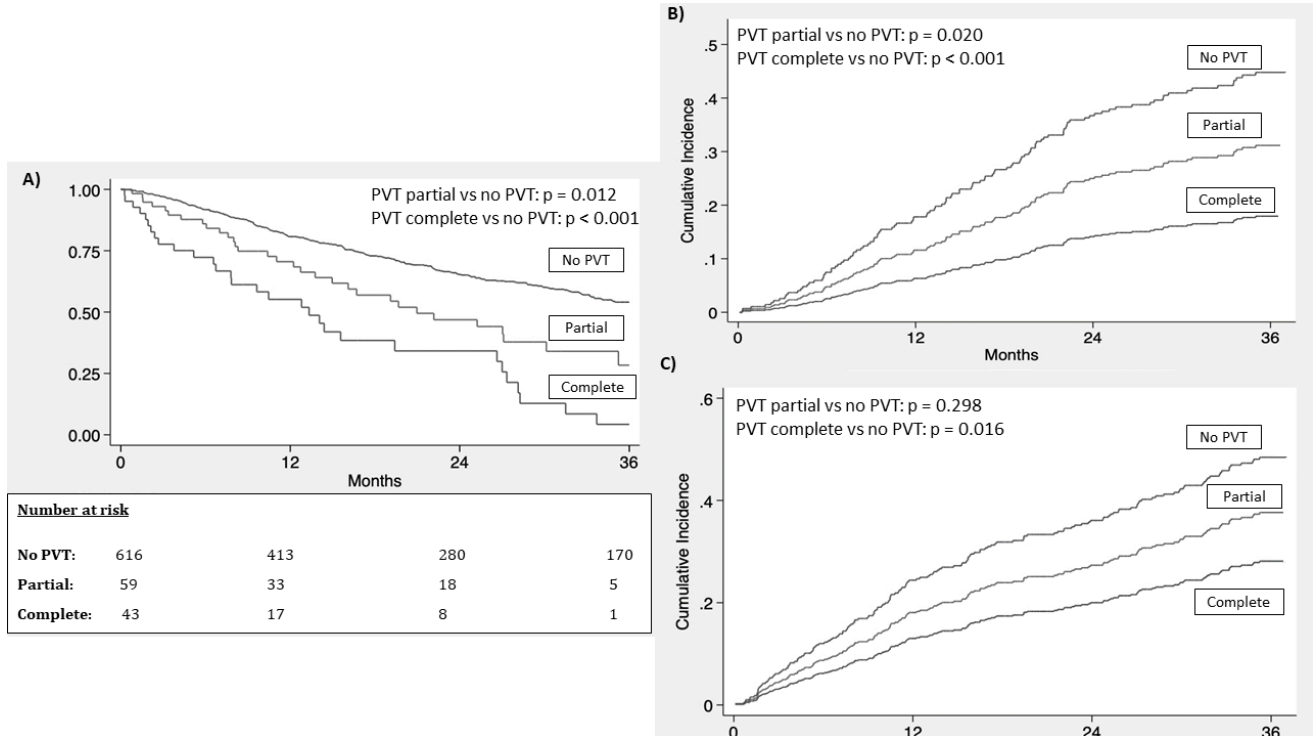 A)
PVT partial vs no PVT: p = 0.012
PVT complete vs no PVT: p < 0.001
1.00
0.75
0.50
0.25
0.00
No PVT
Partial
Complete
0 12 24 36
Months
Number at risk
No PVT: 616 413 280 170
Partial: 59 33 18 5
Complete: 43 17 8 1
B)
PVT partial vs no PVT: p = 0.020
PVT complete vs no PVT: p < 0.001
Cumulative Incidence
.5
.4
.3
.2
.1
0
No PVT
Partial
Complete
0 12 24 36
Months
C)
PVT partial vs no PVT: p = 0.298
PVT complete vs no PVT: p = 0.016
Cumulative Incidence
.6
.4
.2
0
No PVT
Partial
Complete
0 12 24 36